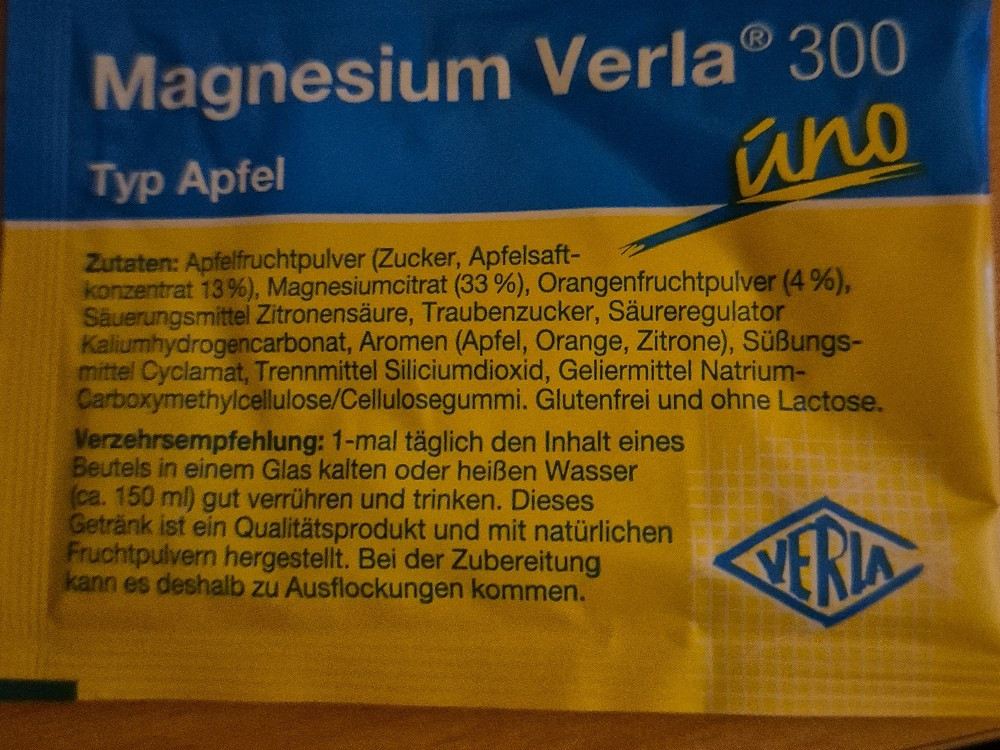 Magnesium Verla® 300
uno
Typ Apfel
Zutaten: Apfelfruchtpulver (Zucker, Apfelsaft-
konzentrat 13 %), Magnesiumcitrat (33 %), Orangenfruchtpulver (4 %),
Säuerungsmittel Zitronensäure, Traubenzucker, Säureregulator
Kaliumhydrogencarbonat, Aromen (Apfel, Orange, Zitrone), Süßungs-
mittel Cyclamat, Trennmittel Siliciumdioxid, Geliermittel Natrium-
Carboxymethylcellulose/Cellulosegummi. Glutenfrei und ohne Lactose.
Verzehrsempfehlung: 1-mal täglich den Inhalt eines
Beutels in einem Glas kalten oder heißen Wasser
(ca. 150 ml) gut verrühren und trinken. Dieses
Getränk ist ein Qualitätsprodukt und mit natürlichen
Fruchtpulvern hergestellt. Bei der Zubereitung
kann es deshalb zu Ausflockungen kommen.
VERLA